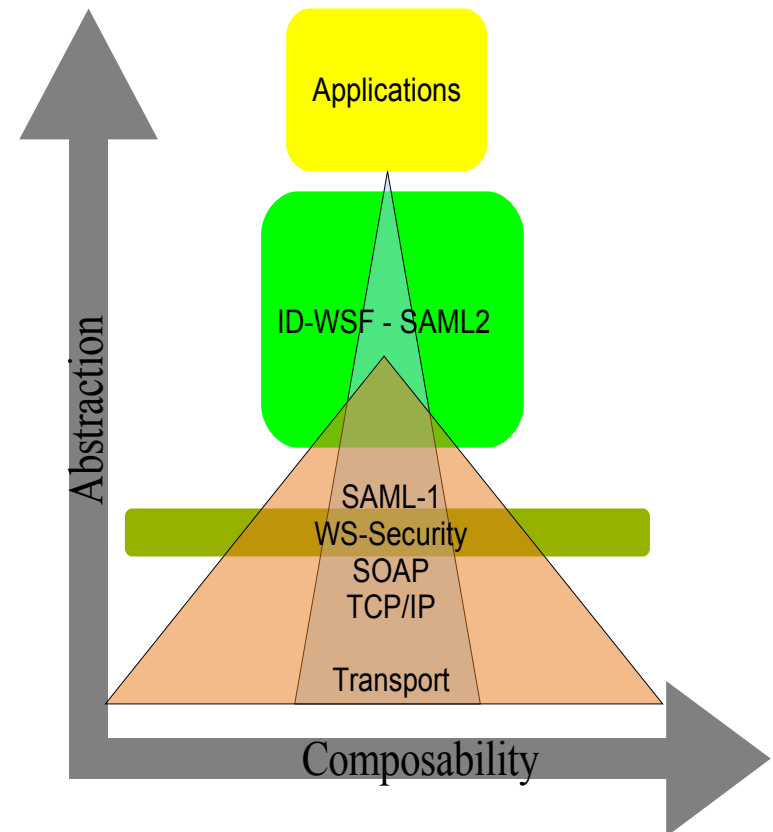 Applications
ID-WSF - SAML2
Abstraction
SAML-1
WS-Security
SOAP
TCP/IP
Transport
Composability